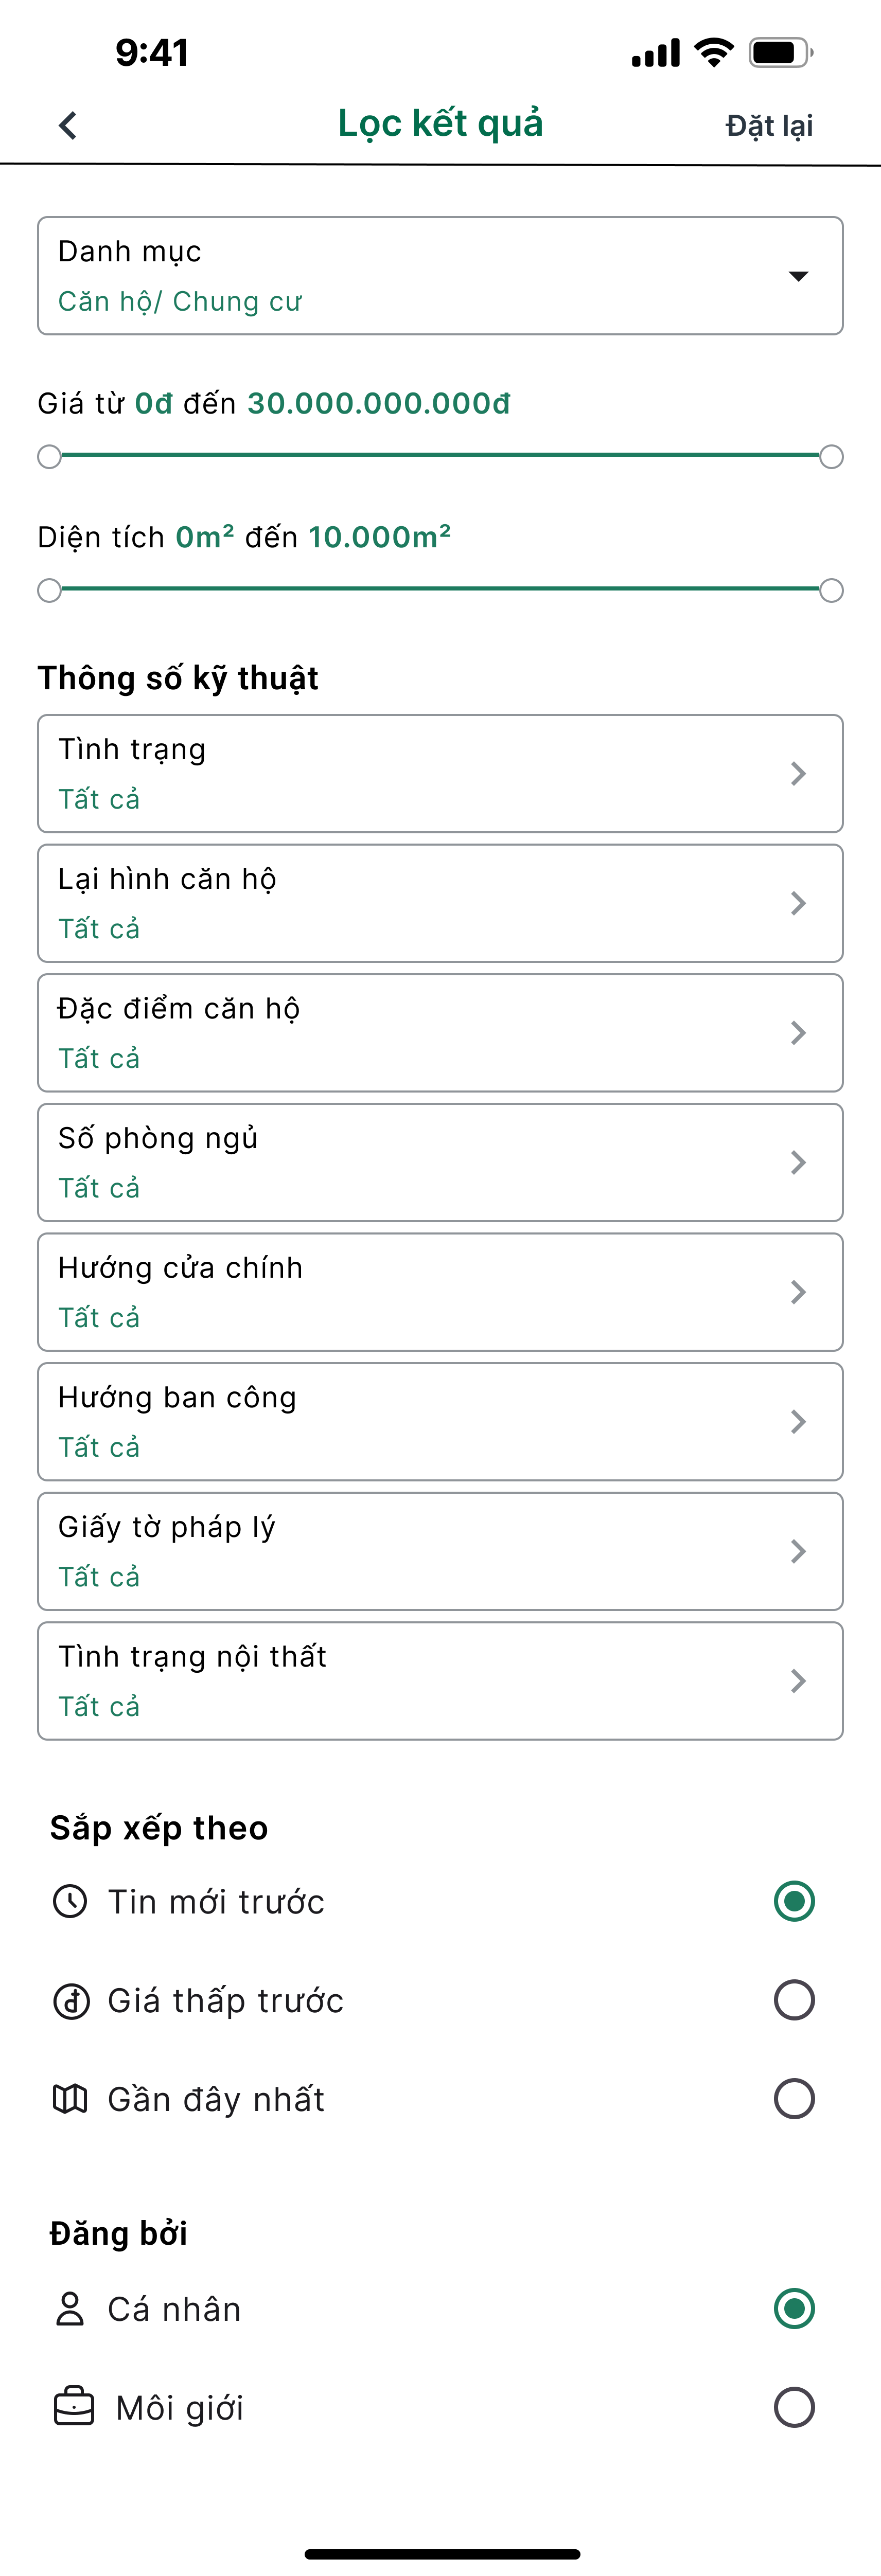 9:41
Lọc kết quả
Đặt lại
Danh mục
Căn hộ/ Chung cư
Giá từ 0đ đến 30.000.000.000đ
Diện tích 0m² đến 10.000m²
Thông số kỹ thuật
Tình trạng
Tất cả
Lại hình căn hộ
Tất cả
Đặc điểm căn hộ
Tất cả
Số phòng ngủ
Tất cả
Hướng cửa chính
Tất cả
Hướng ban công
Tất cả
Giấy tờ pháp lý
Tất cả
Tình trạng nội thất
Tất cả
Sắp xếp theo
Tin mới trước
đ Giá thấp trước
Gần đây nhất
Đăng bởi
Cá nhân
Môi giới